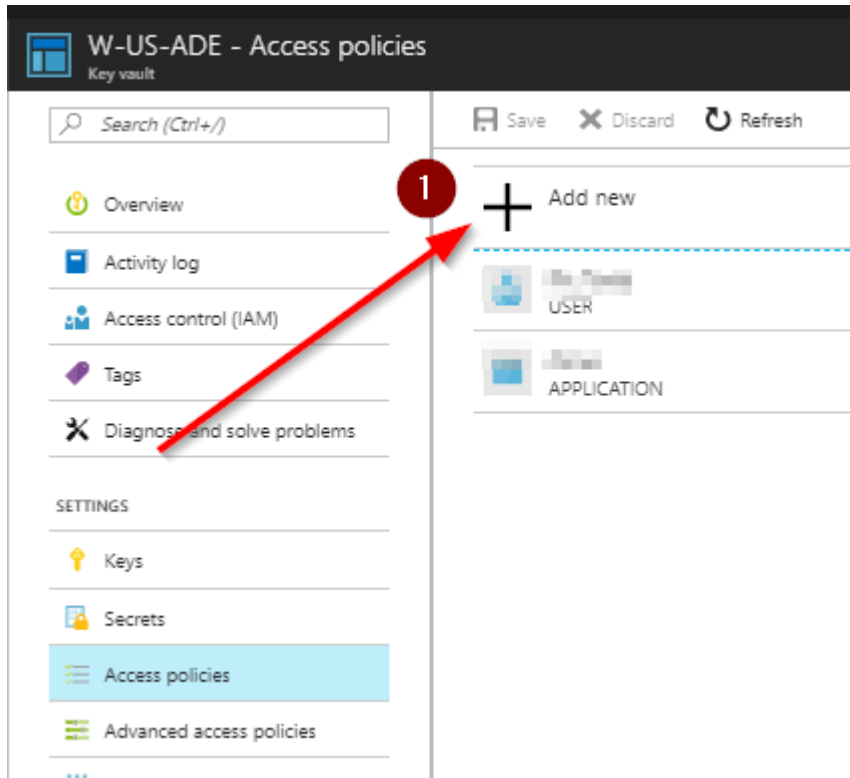 W-US-ADE - Access policies
Key vault
Search (Ctrl+/)
Overview
Activity log
Access control (IAM)
Tags
Diagnose and solve problems
SETTINGS
Keys
Secrets
Access policies
Advanced access policies
Save Discard Refresh
1
Add new
USER
APPLICATION